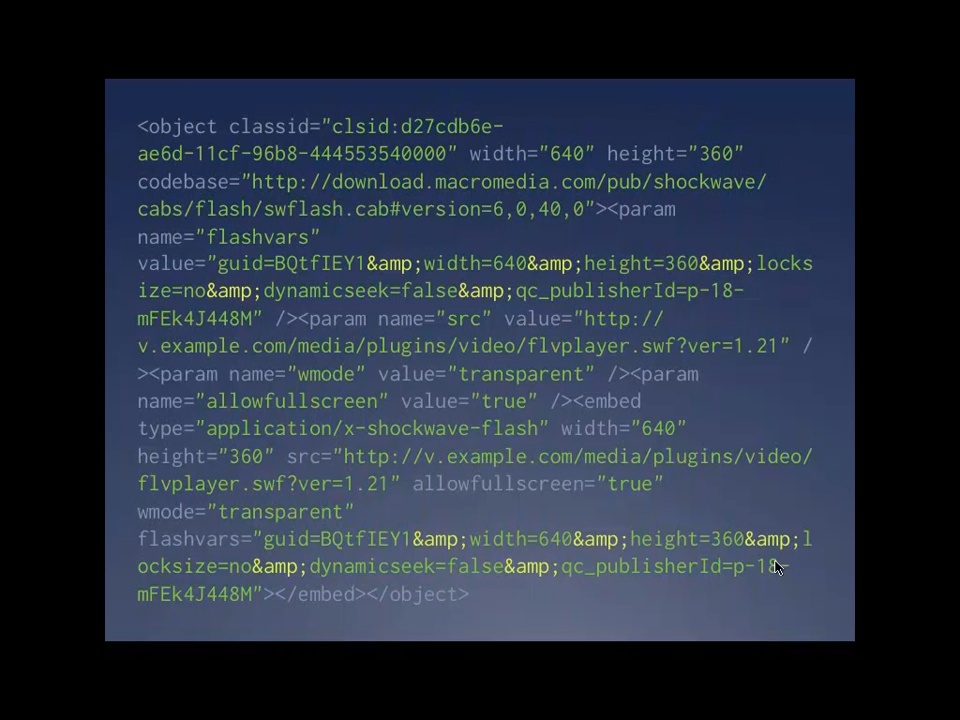 <object classid="clsid:d27cdb6e-
ae6d-11cf-96b8-444553540000" width="640" height="360"
codebase="http://download.macromedia.com/pub/shockwave/
cabs/flash/swflash.cab#version=6,0,40,0"><param
name="flashvars"
value="guid=BQtfIEY1&amp;width=640&amp;height=360&amp;locks
ize=no&amp;dynamicseek=false&amp;qc_publisherId=p-18-
mFEk4J448M" /><param name="src" value="http://
v.example.com/media/plugins/video/flvplayer.swf?ver=1.21" /
><param name="wmode" value="transparent" /><param
name="allowfullscreen" value="true" /><embed
type="application/x-shockwave-flash" width="640"
height="360" src="http://v.example.com/media/plugins/video/
flvplayer.swf?ver=1.21" allowfullscreen="true"
wmode="transparent"
flashvars="guid=BQtfIEY1&amp;width=640&amp;height=360&amp;l
ocksize=no&amp;dynamicseek=false&amp;qc_publisherId=p-18-
mFEk4J448M"></embed></object>